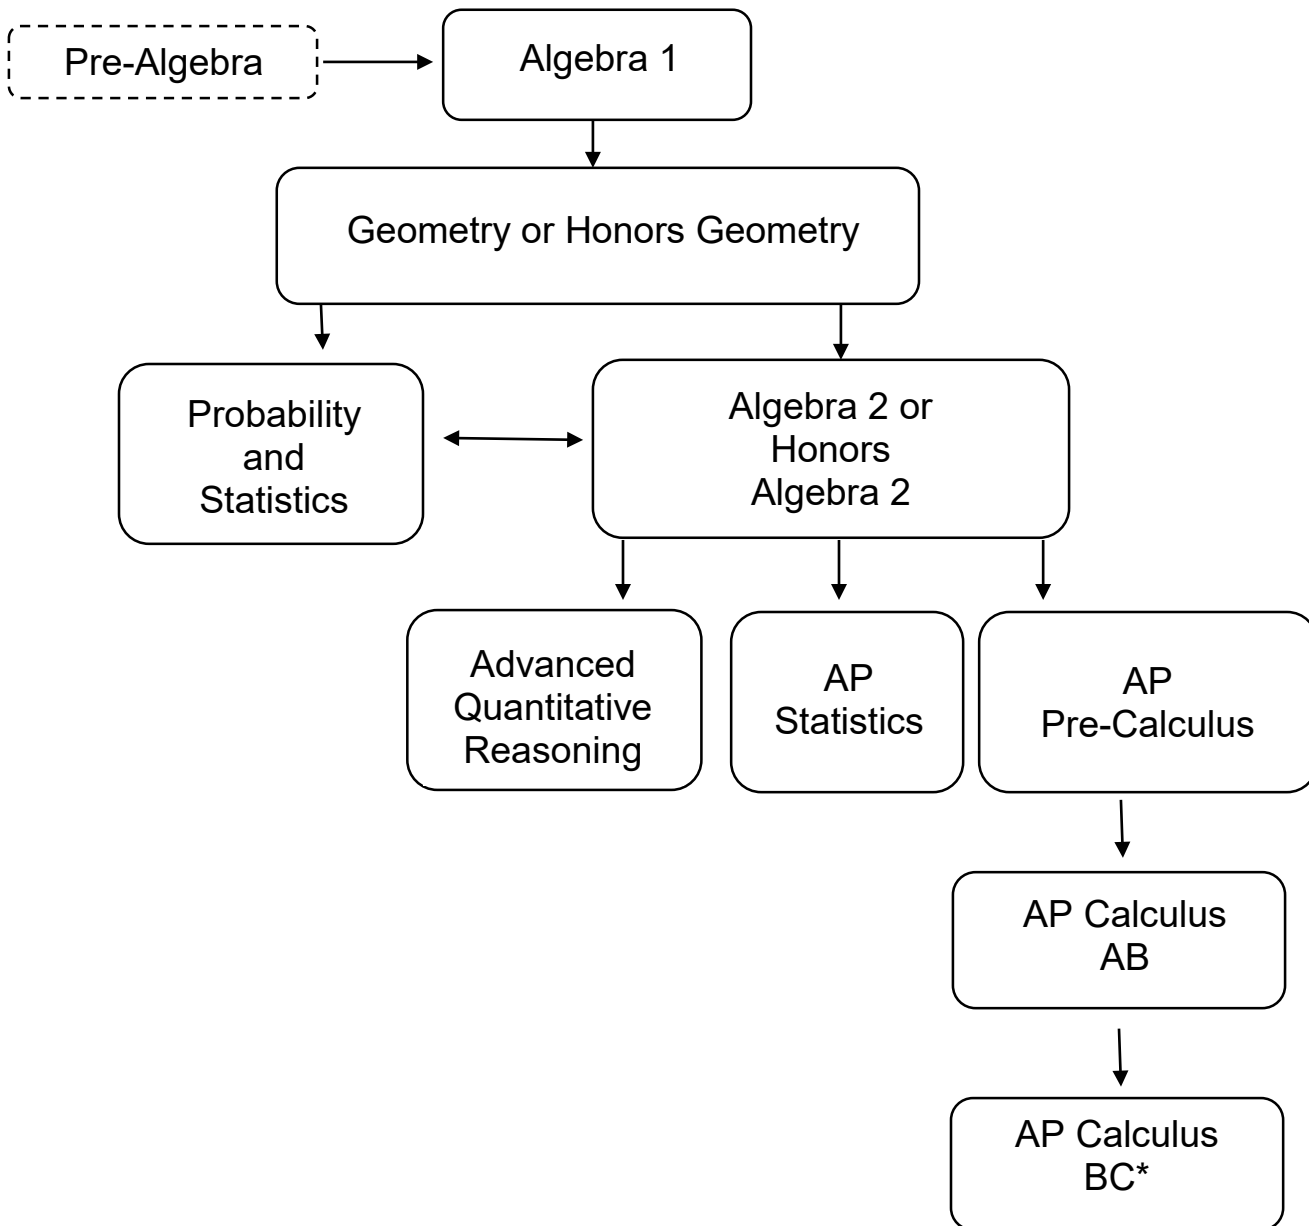 Pre-Algebra
Algebra 1
Geometry or Honors Geometry
Probability
and
Statistics
Algebra 2 or
Honors
Algebra 2
Advanced
Quantitative
Reasoning
AP
Statistics
AP
Pre-Calculus
AP Calculus
AB
AP Calculus
BC*